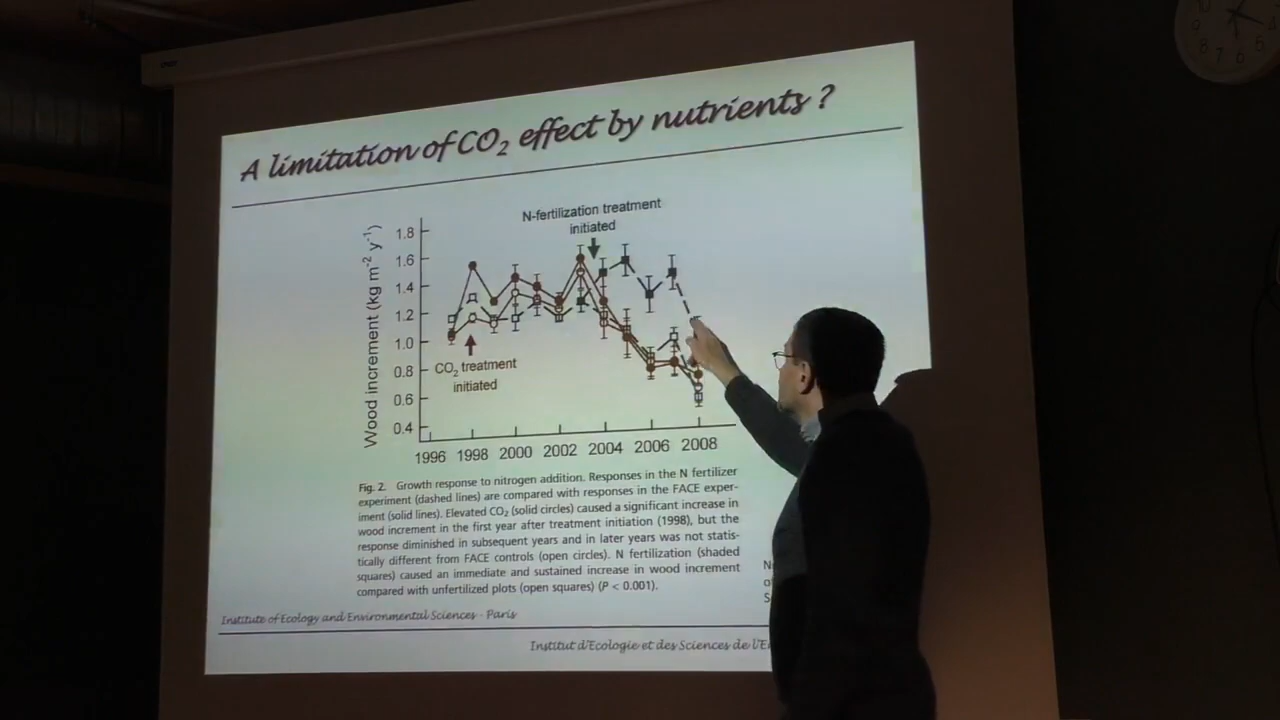 A limitation of CO₂ effect by nutrients ?
N-fertilization treatment
initiated
Wood increment (kg m⁻² y⁻¹)
1.8
1.6
1.4
1.2
1.0
0.8
0.6
0.4
CO₂ treatment
initiated
1996 1998 2000 2002 2004 2006 2008
Fig. 2. Growth response to nitrogen addition. Responses in the N fertilizer
experiment (dashed lines) are compared with responses in the FACE exper-
iment (solid lines). Elevated CO₂ (solid circles) caused a significant increase in
wood increment in the first year after treatment initiation (1998), but the
response diminished in subsequent years and in later years was not statis-
tically different from FACE controls (open circles). N fertilization (shaded
squares) caused an immediate and sustained increase in wood increment
compared with unfertilized plots (open squares) (P < 0.001).
Institute of Ecology and Environmental Sciences - Paris
Institut d'Ecologie et des Sciences de
10
9
8
7
6
5